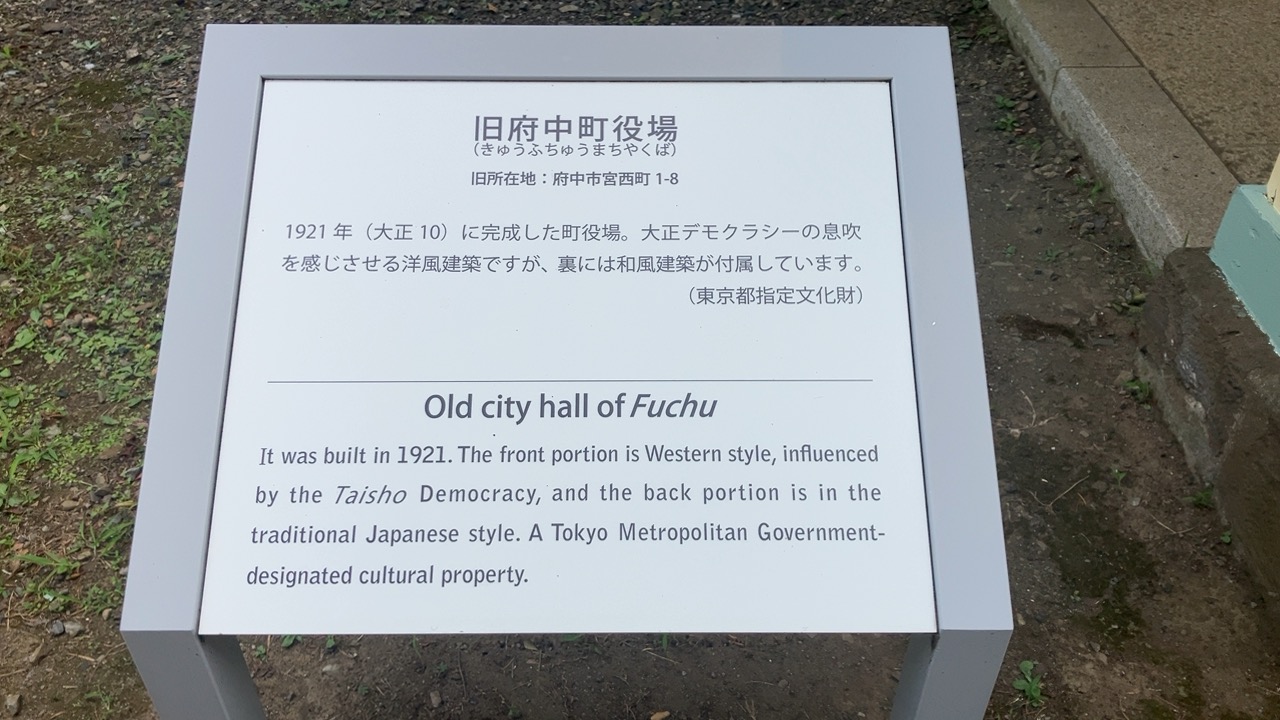 旧府中町役場
（きゅうふちゅうまちやくば）
旧所在地：府中市宮西町 1-8
1921 年（大正 10）に完成した町役場。大正デモクラシーの息吹
を感じさせる洋風建築ですが、裏には和風建築が付属しています。
（東京都指定文化財）
Old city hall of Fuchu
It was built in 1921. The front portion is Western style, influenced
by the Taisho Democracy, and the back portion is in the
traditional Japanese style. A Tokyo Metropolitan Government-
designated cultural property.